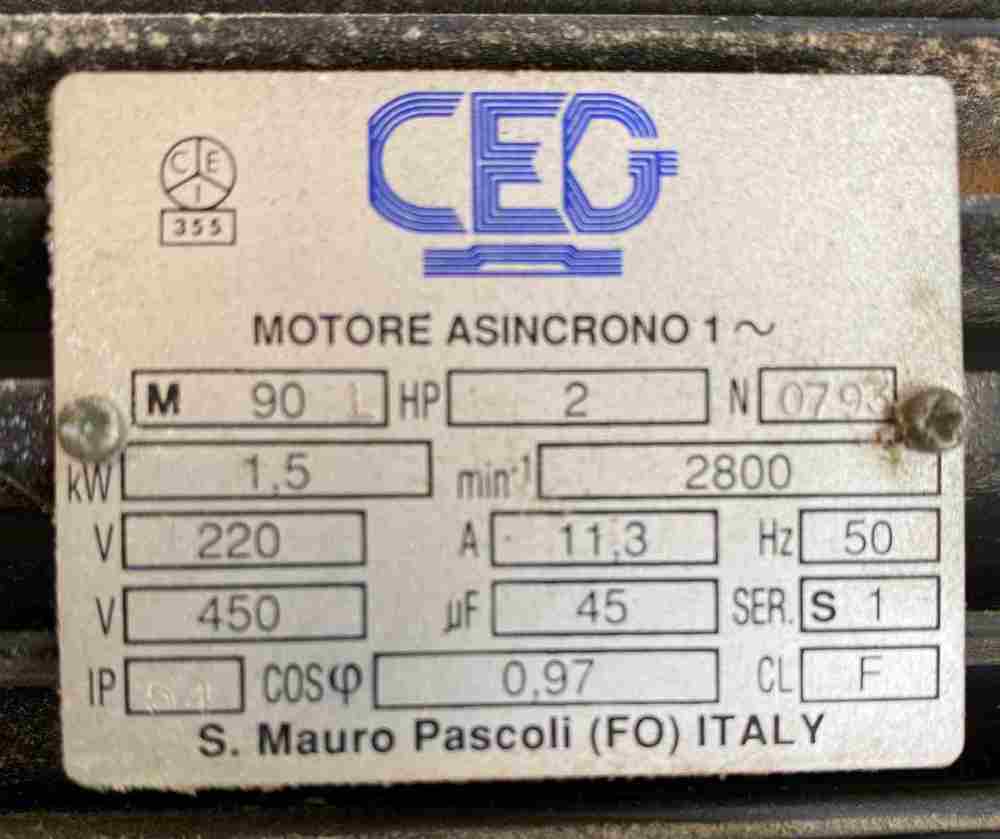 CEI
355
CEG
MOTORE ASINCRONO 1 ~
M 90 L HP 2 N 0793
kW 1,5 min-1 2800
V 220 A 11,3 Hz 50
V 450 µF 45 SER. S 1
IP COSφ 0,97 CL F
S. Mauro Pascoli (FO) ITALY